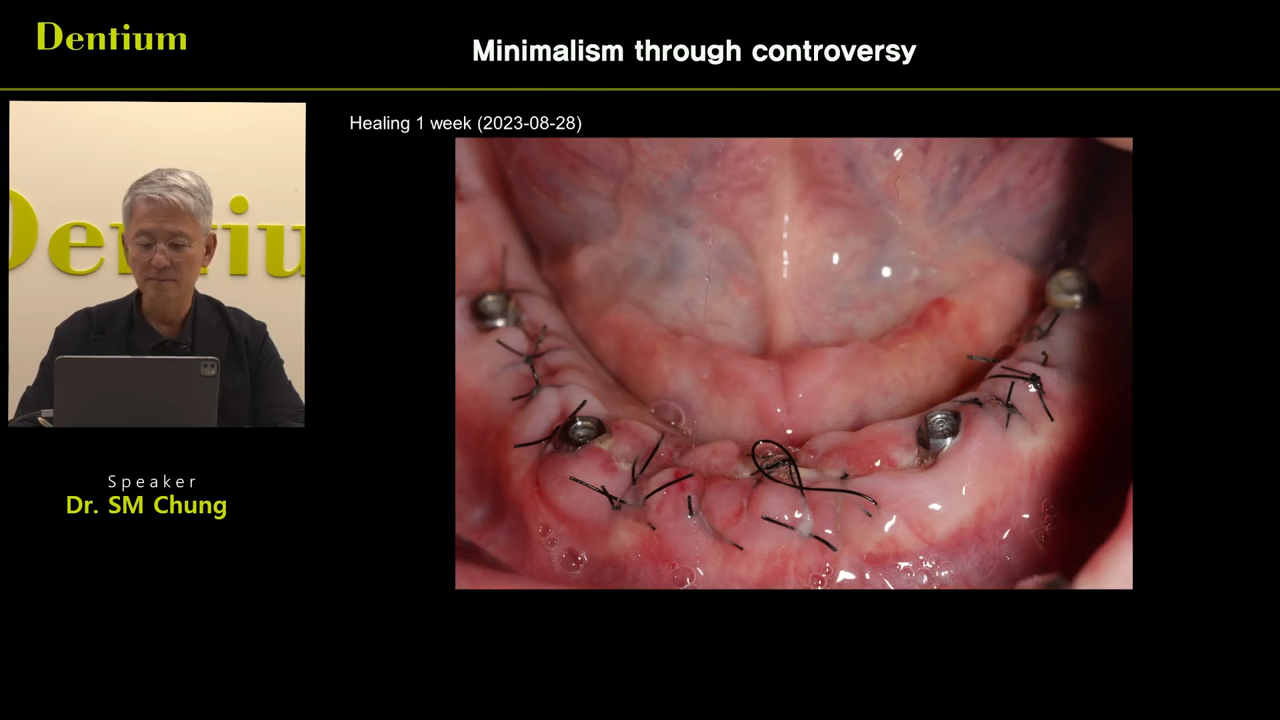 Dentium
Minimalism through controversy
Healing 1 week (2023-08-28)
Dentiu
Speaker
Dr. SM Chung